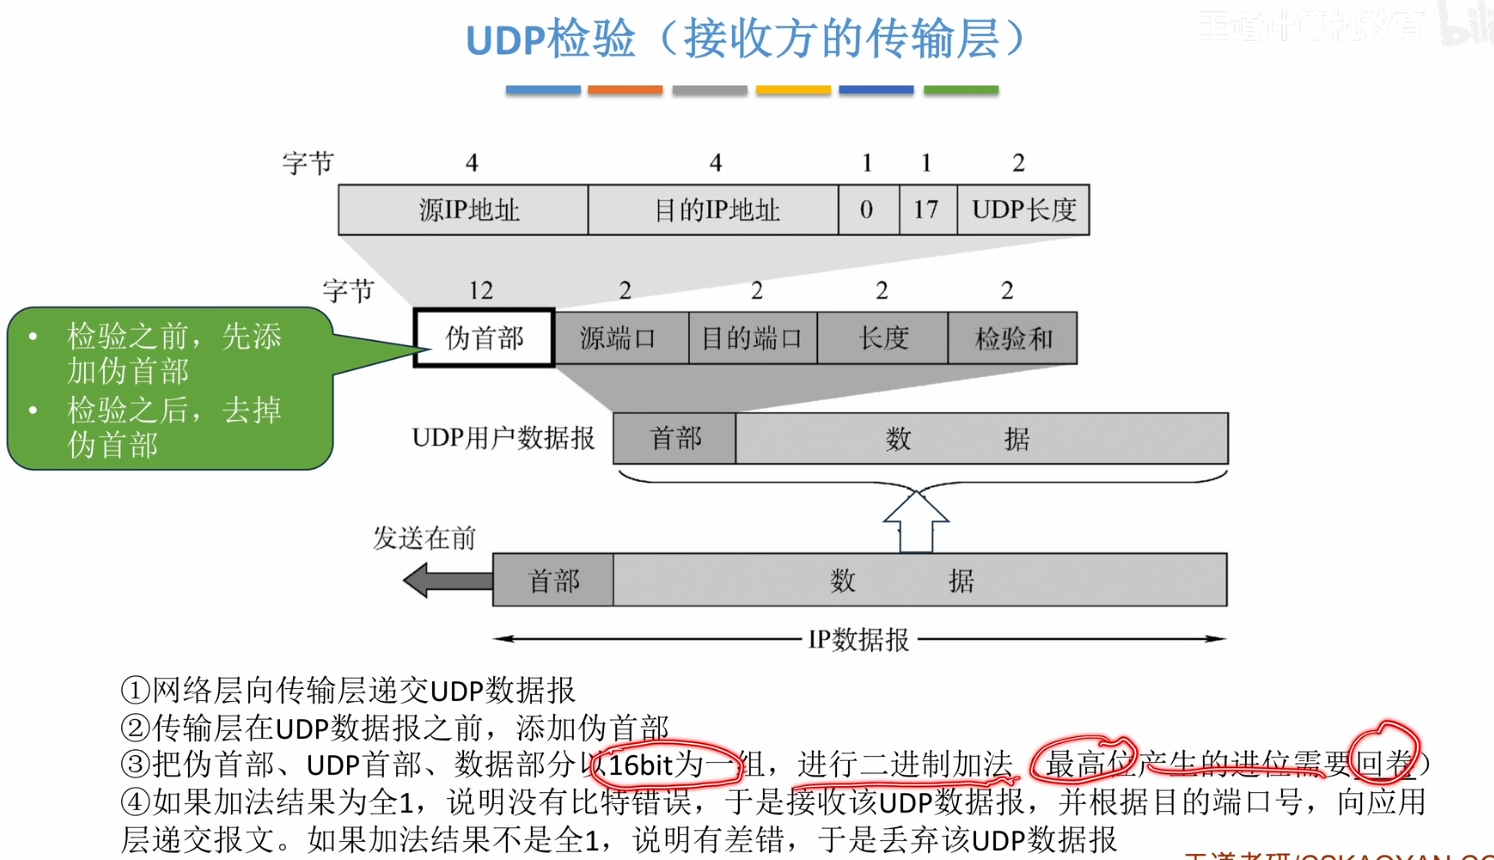 王道计算机教育
UDP检验（接收方的传输层）
字节 4 4 1 1 2
源IP地址 目的IP地址 0 17 UDP长度
字节 12 2 2 2 2
伪首部 源端口 目的端口 长度 检验和
• 检验之前，先添
加伪首部
• 检验之后，去掉
伪首部
UDP用户数据报 首部 数 据
发送在前
首部 数 据
IP数据报
①网络层向传输层递交UDP数据报
②传输层在UDP数据报之前，添加伪首部
③把伪首部、UDP首部、数据部分以16bit为一组，进行二进制加法 最高位产生的进位需要回卷）
④如果加法结果为全1，说明没有比特错误，于是接收该UDP数据报，并根据目的端口号，向应用
层递交报文。如果加法结果不是全1，说明有差错，于是丢弃该UDP数据报